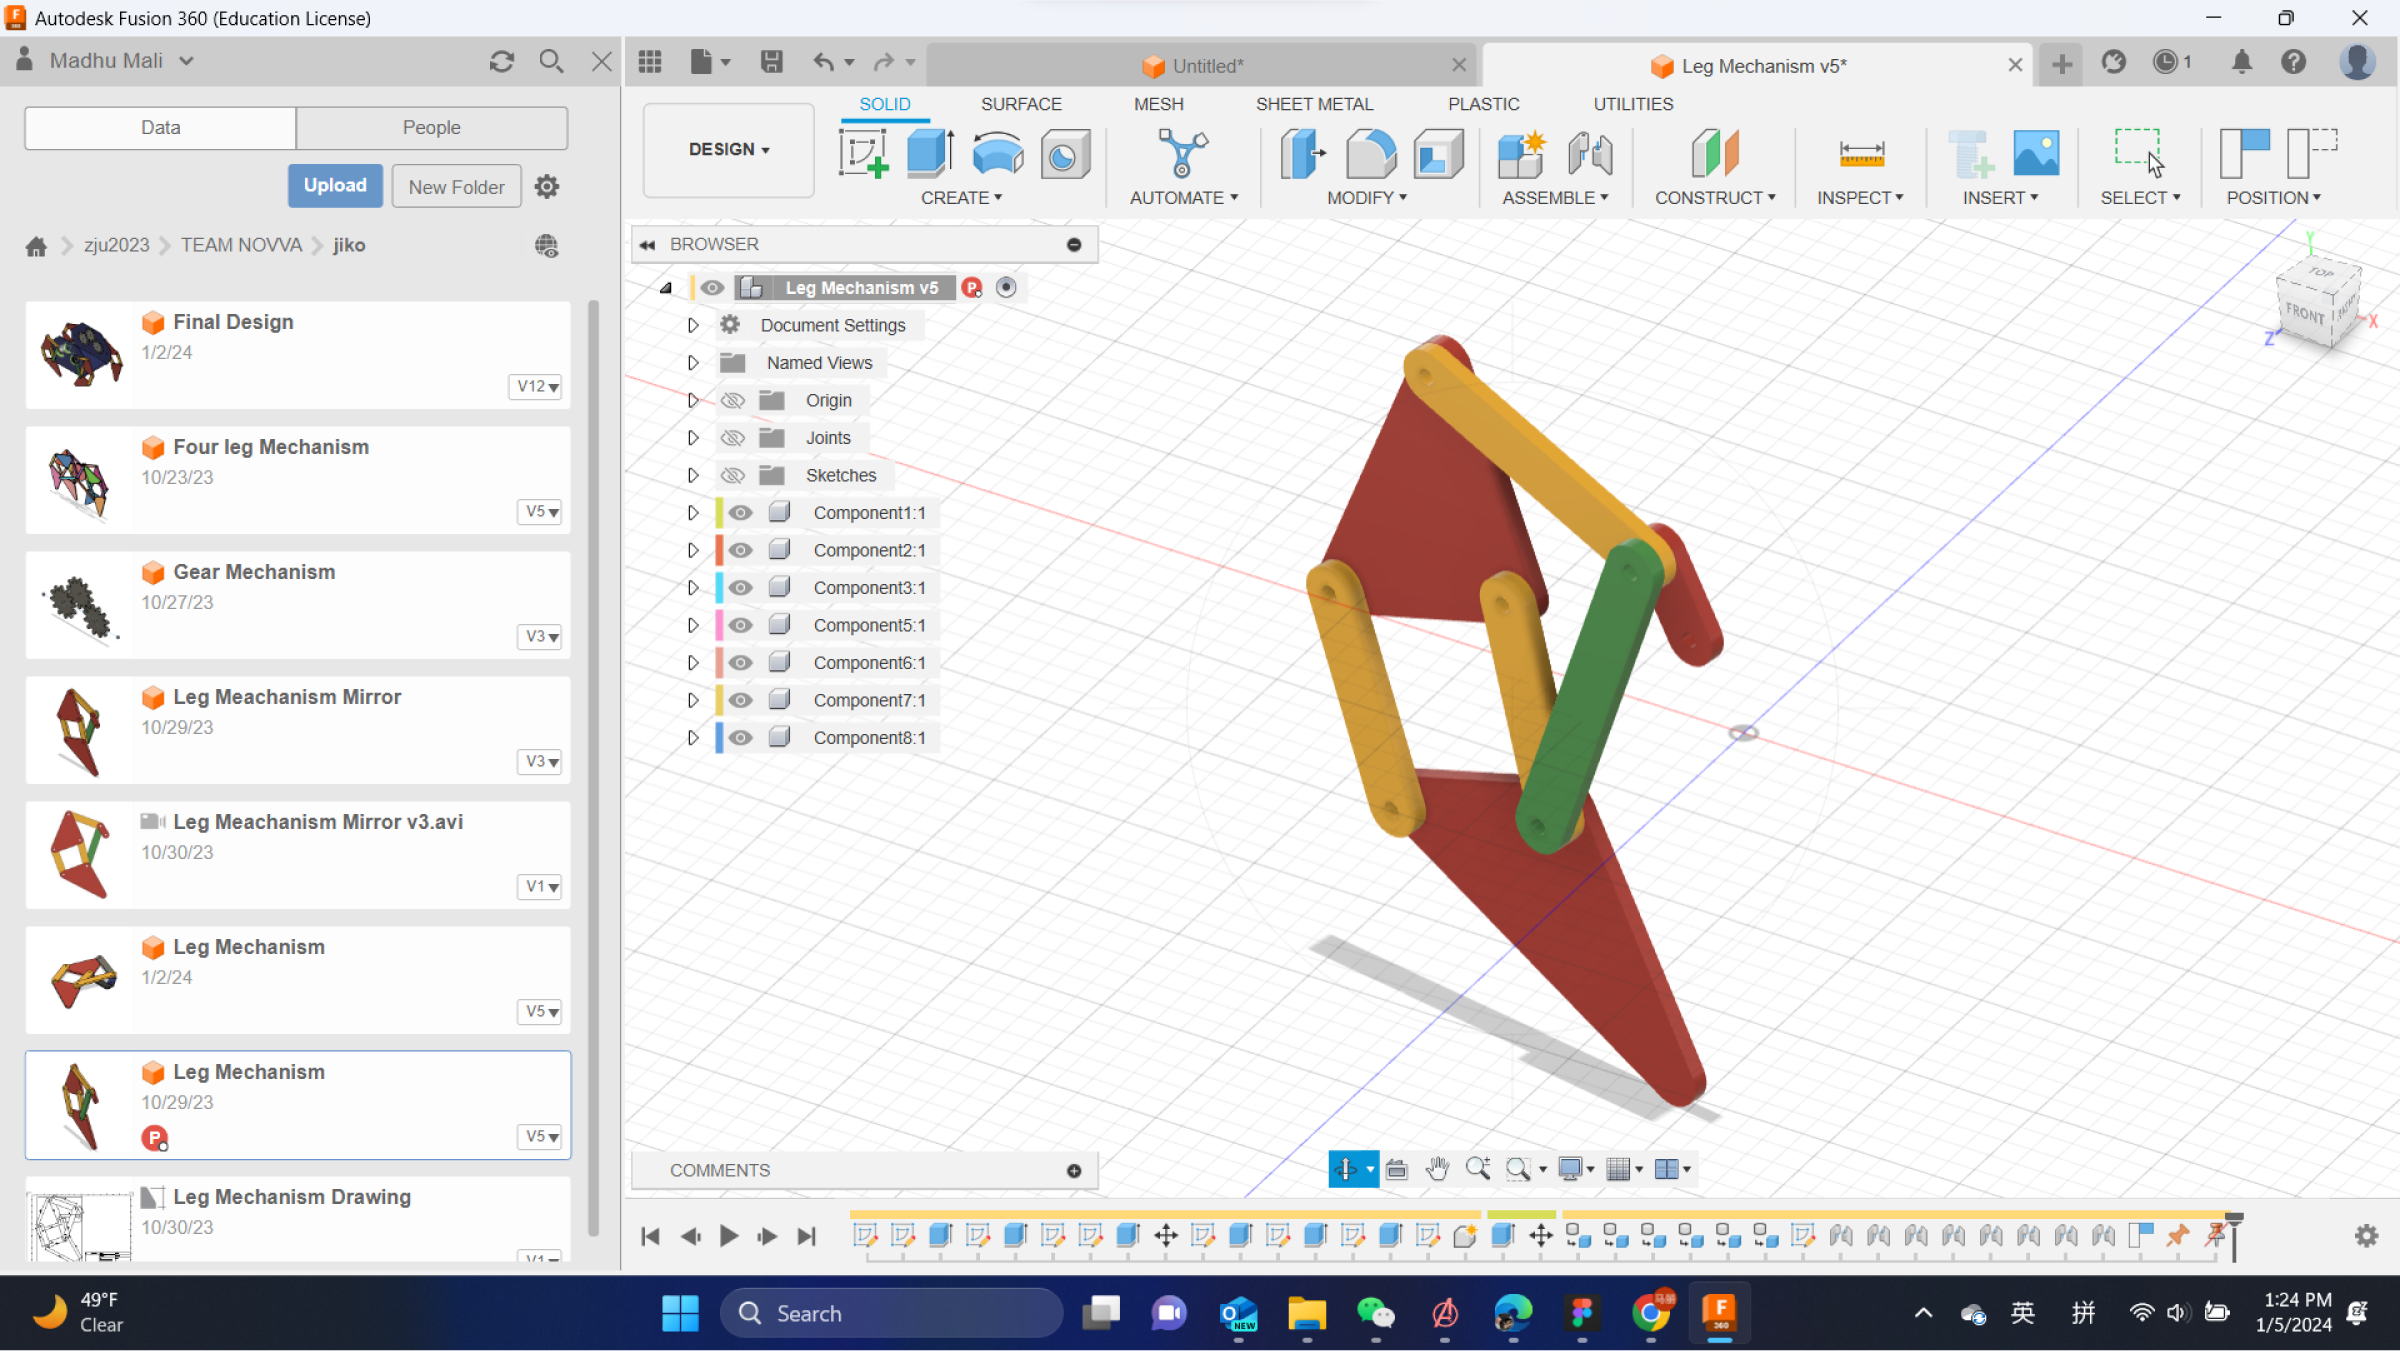 Autodesk Fusion 360 (Education License)
Madhu Mali
Untitled*
Leg Mechanism v5*
1
Data
People
Upload
New Folder
zju2023
TEAM NOVVA
jiko
DESIGN
SOLID
SURFACE
MESH
SHEET METAL
PLASTIC
UTILITIES
CREATE
AUTOMATE
MODIFY
ASSEMBLE
CONSTRUCT
INSPECT
INSERT
SELECT
POSITION
Final Design
1/2/24
V12
Four leg Mechanism
10/23/23
V5
Gear Mechanism
10/27/23
V3
Leg Meachanism Mirror
10/29/23
V3
Leg Meachanism Mirror v3.avi
10/30/23
V1
Leg Mechanism
1/2/24
V5
Leg Mechanism
10/29/23
P
V5
Leg Mechanism Drawing
10/30/23
V1
BROWSER
Leg Mechanism v5
P
Document Settings
Named Views
Origin
Joints
Sketches
Component1:1
Component2:1
Component3:1
Component5:1
Component6:1
Component7:1
Component8:1
Y
TOP
FRONT
RIGHT
X
Z
COMMENTS
49°F
Clear
Search
NEW
马丽
F
360
英
拼
1:24 PM
1/5/2024